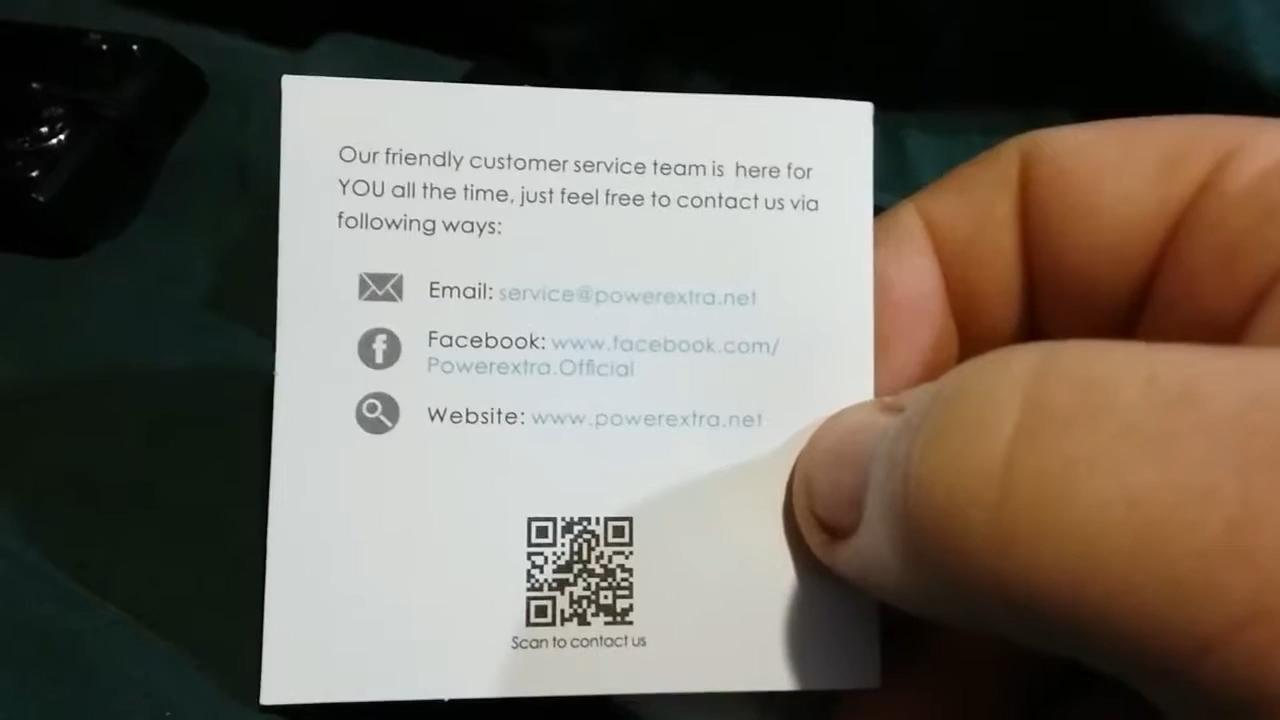 Our friendly customer service team is here for
YOU all the time, just feel free to contact us via
following ways:
Email: service@powerextra.net
Facebook: www.facebook.com/
Powerextra.Official
Website: www.powerextra.net
Scan to contact us